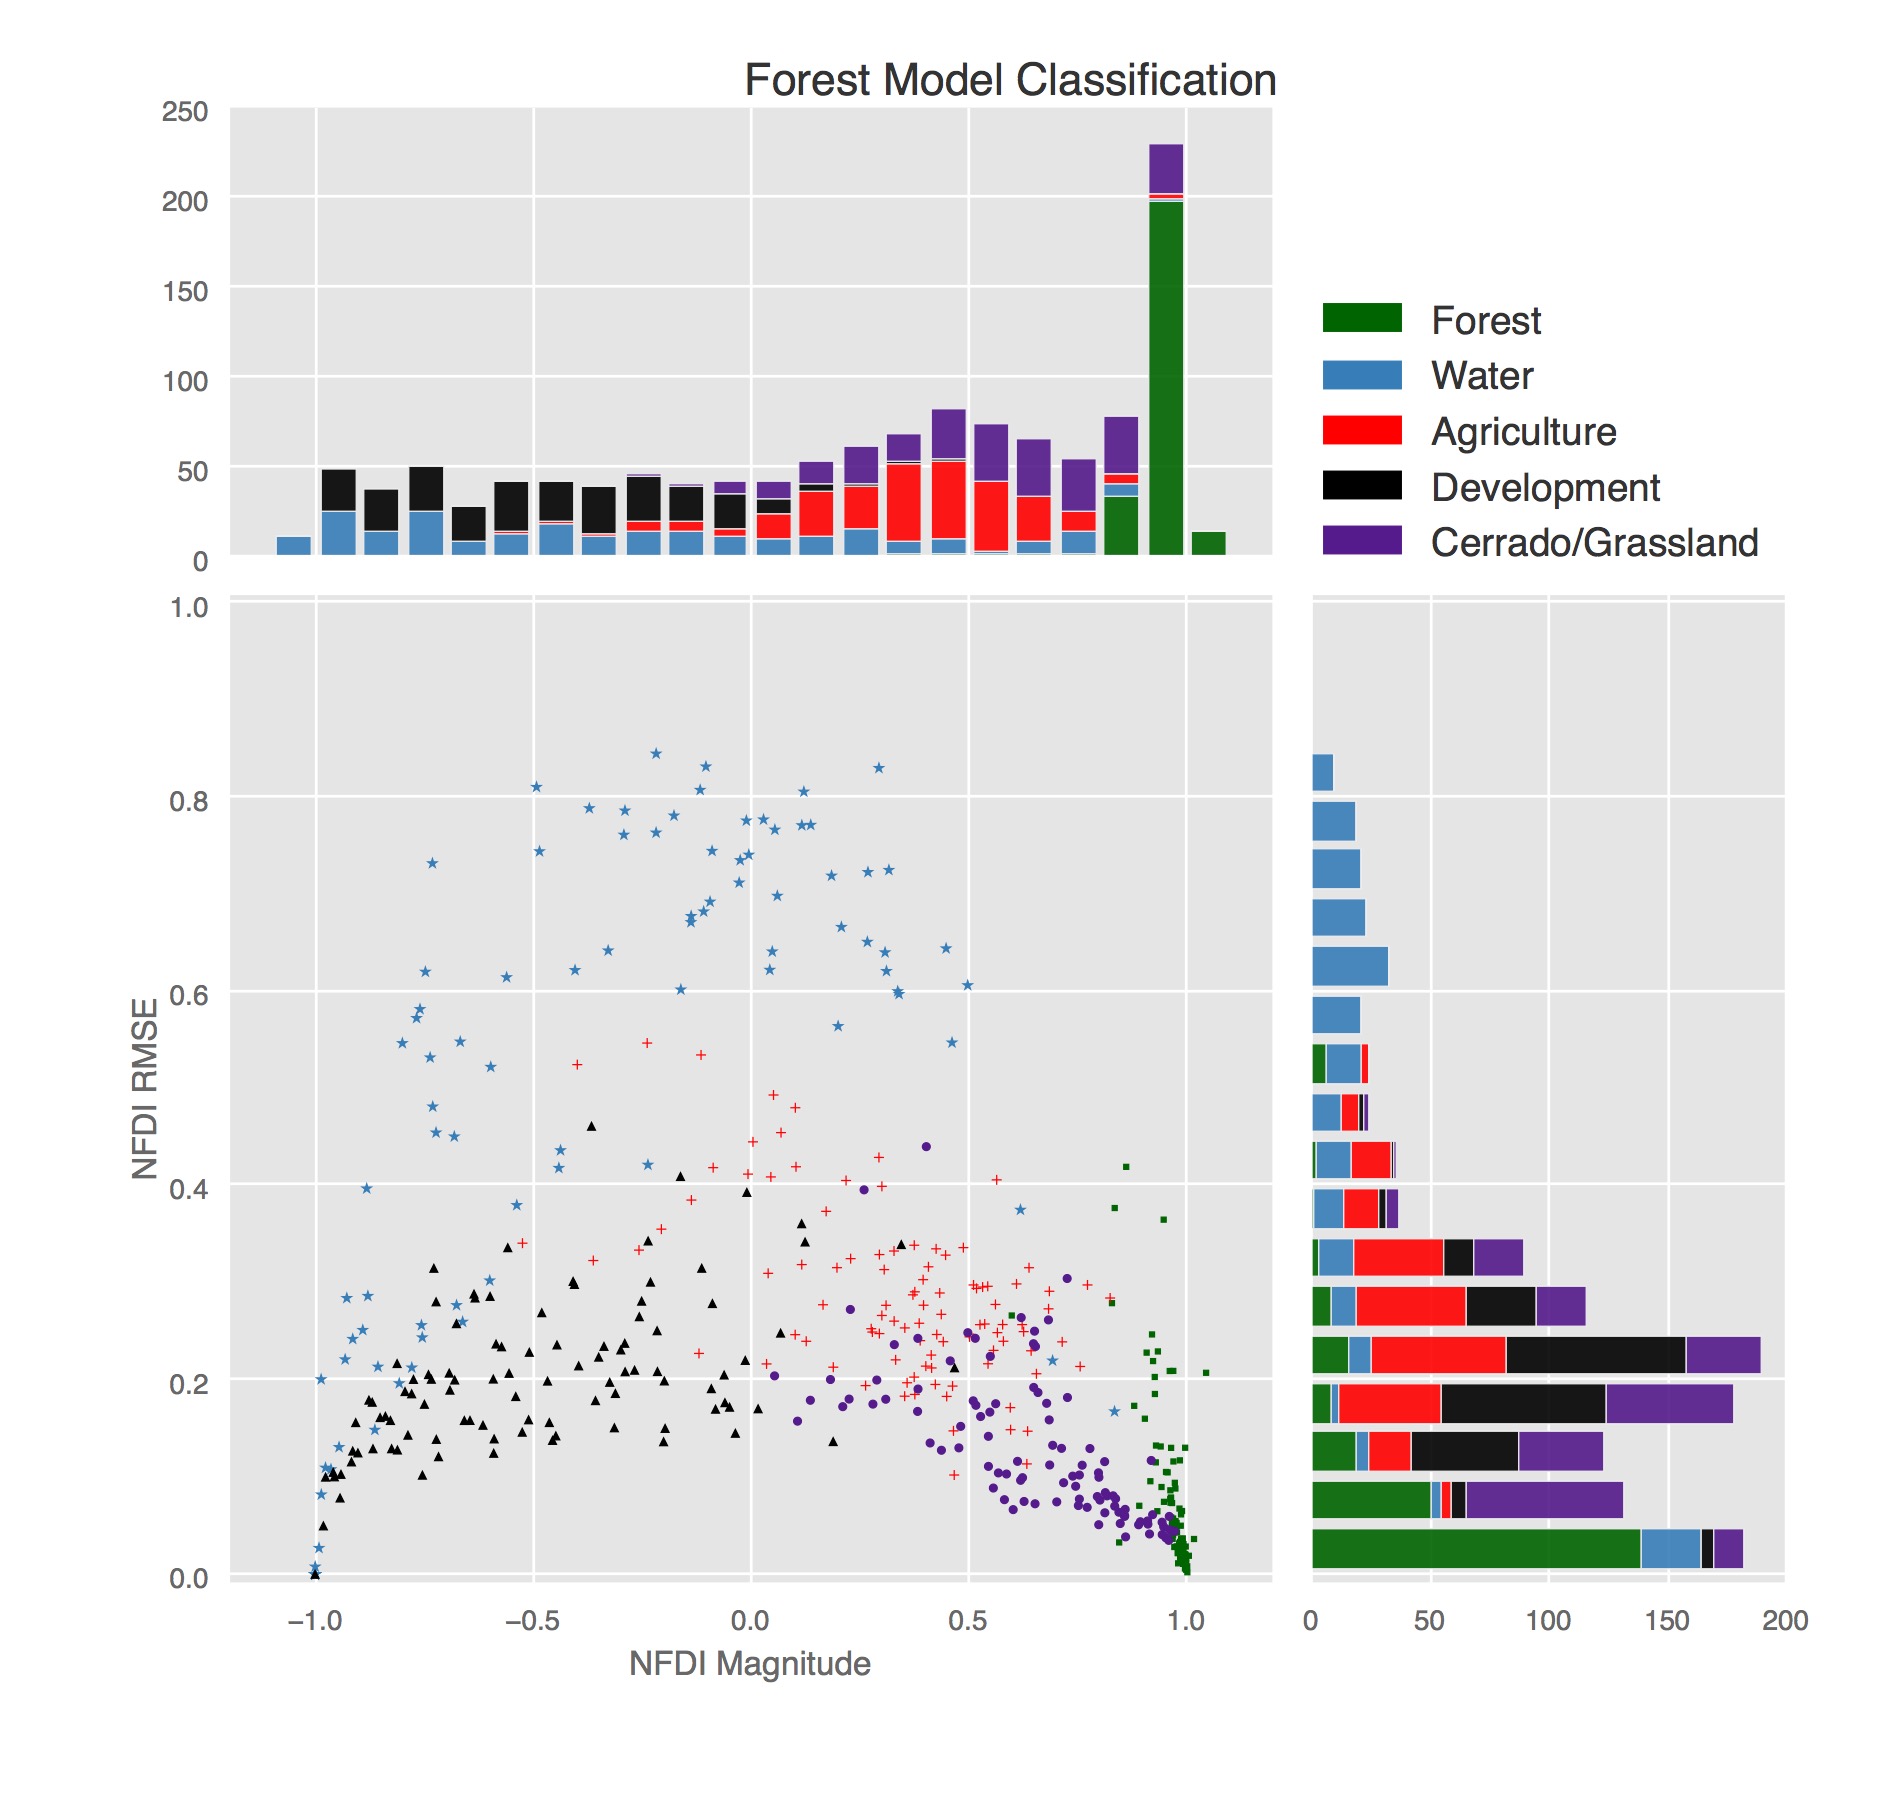 Forest Model Classification
250
200
150
100
50
0
Forest
Water
Agriculture
Development
Cerrado/Grassland
1.0
0.8
0.6
0.4
0.2
0.0
NFDI RMSE
−1.0 −0.5 0.0 0.5 1.0
0 50 100 150 200
NFDI Magnitude